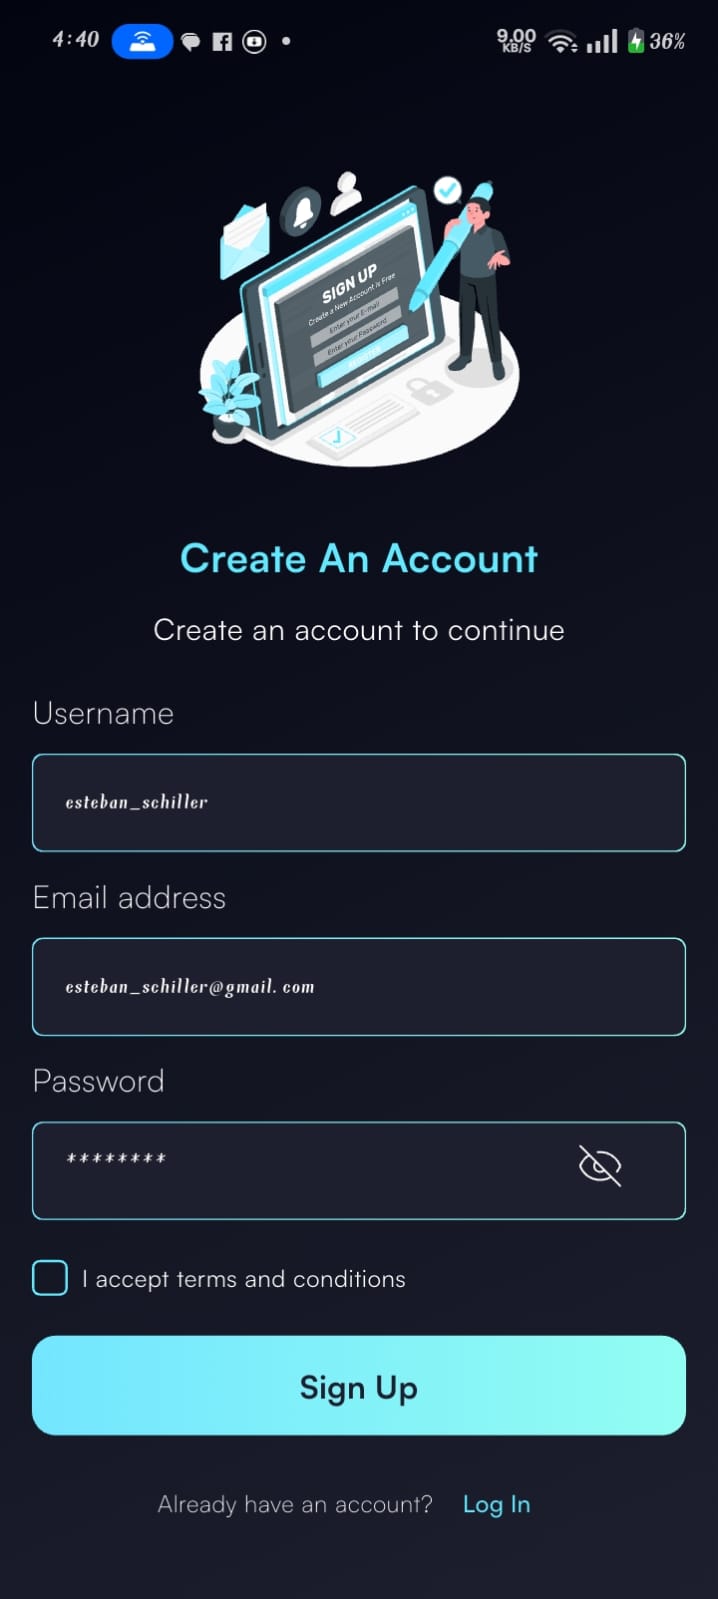 4:40 9.00 KB/S 36%
SIGN UP
Create a New Account is Free
Enter your E-mail
Enter your Password
REGISTER
Create An Account
Create an account to continue
Username
esteban_schiller
Email address
esteban_schiller@gmail.com
Password
********
I accept terms and conditions
Sign Up
Already have an account? Log In